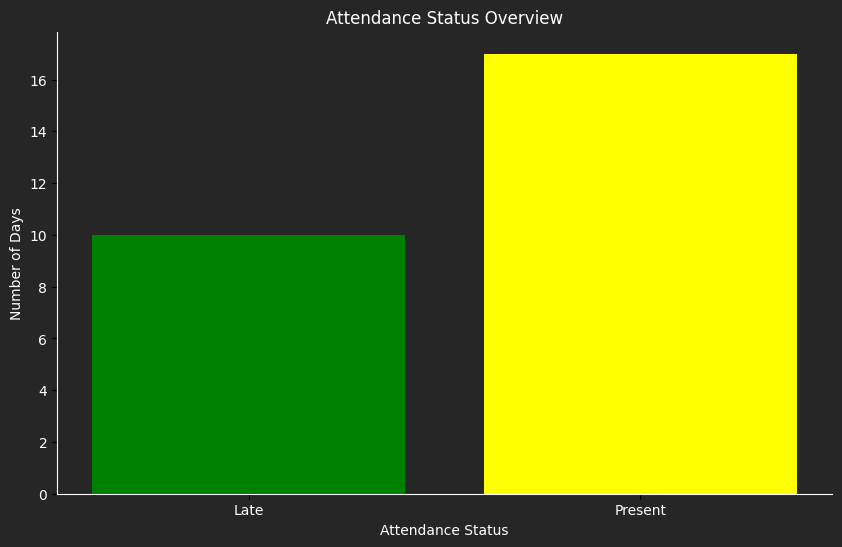 Attendance Status Overview
16
14
12
10
8
6
4
2
0
Number of Days
Late
Present
Attendance Status